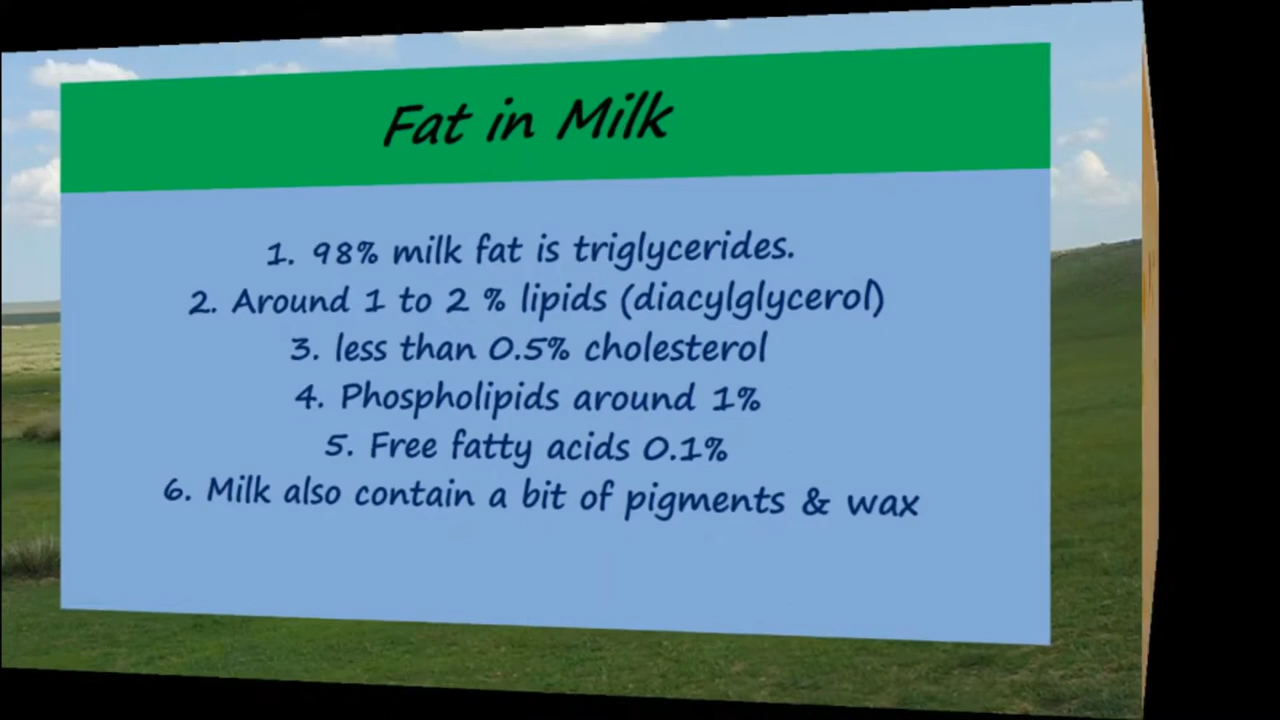 Fat in Milk
1. 98% milk fat is triglycerides.
2. Around 1 to 2 % lipids (diacylglycerol)
3. less than 0.5% cholesterol
4. Phospholipids around 1%
5. Free fatty acids 0.1%
6. Milk also contain a bit of pigments & wax